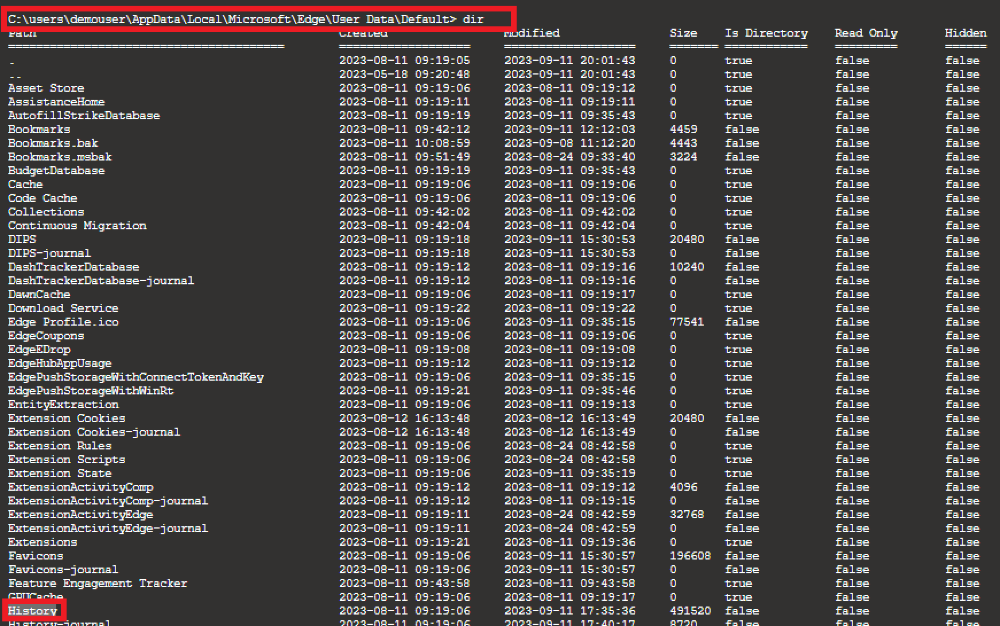 C:\users\demouser\AppData\Local\Microsoft\Edge\User Data\Default> dir
Path Created Modified Size Is Directory Read Only Hidden
======================================== =================== =================== ======= ============ ========= ======
. 2023-08-11 09:19:05 2023-09-11 20:01:43 0 true false false
.. 2023-05-18 09:20:48 2023-09-11 20:01:43 0 true false false
Asset Store 2023-08-11 09:19:06 2023-08-11 09:19:12 0 true false false
AssistanceHome 2023-08-11 09:19:11 2023-08-11 09:19:11 0 true false false
AutofillStrikeDatabase 2023-08-11 09:19:19 2023-09-11 09:35:43 0 true false false
Bookmarks 2023-08-11 09:42:12 2023-09-11 12:12:03 4459 false false false
Bookmarks.bak 2023-08-11 10:08:59 2023-09-08 11:12:20 4443 false false false
Bookmarks.msbak 2023-08-11 09:51:49 2023-08-24 09:33:40 3224 false false false
BudgetDatabase 2023-08-11 09:19:19 2023-09-11 09:35:43 0 true false false
Cache 2023-08-11 09:19:06 2023-08-11 09:19:06 0 true false false
Code Cache 2023-08-11 09:19:06 2023-08-11 09:19:06 0 true false false
Collections 2023-08-11 09:42:02 2023-08-11 09:42:02 0 true false false
Continuous Migration 2023-08-11 09:42:04 2023-08-11 09:42:04 0 true false false
DIPS 2023-08-11 09:19:18 2023-09-11 15:30:53 20480 false false false
DIPS-journal 2023-08-11 09:19:18 2023-09-11 15:30:53 0 false false false
DashTrackerDatabase 2023-08-11 09:19:12 2023-08-11 09:19:16 10240 false false false
DashTrackerDatabase-journal 2023-08-11 09:19:12 2023-08-11 09:19:16 0 false false false
DawnCache 2023-08-11 09:19:06 2023-08-11 09:19:17 0 true false false
Download Service 2023-08-11 09:19:22 2023-08-11 09:19:22 0 true false false
Edge Profile.ico 2023-08-11 09:19:06 2023-09-11 09:35:15 77541 false false false
EdgeCoupons 2023-08-11 09:19:06 2023-08-11 09:19:06 0 true false false
EdgeEDrop 2023-08-11 09:19:08 2023-08-11 09:19:08 0 true false false
EdgeHubAppUsage 2023-08-11 09:19:12 2023-08-11 09:19:12 0 true false false
EdgePushStorageWithConnectTokenAndKey 2023-08-11 09:19:06 2023-09-11 09:35:15 0 true false false
EdgePushStorageWithWinRt 2023-08-11 09:19:21 2023-09-11 09:35:46 0 true false false
EntityExtraction 2023-08-11 09:19:06 2023-08-11 09:19:13 0 true false false
Extension Cookies 2023-08-12 16:13:48 2023-08-12 16:13:49 20480 false false false
Extension Cookies-journal 2023-08-12 16:13:48 2023-08-12 16:13:49 0 false false false
Extension Rules 2023-08-11 09:19:06 2023-08-24 08:42:58 0 true false false
Extension Scripts 2023-08-11 09:19:06 2023-08-24 08:42:58 0 true false false
Extension State 2023-08-11 09:19:06 2023-09-11 09:35:19 0 true false false
ExtensionActivityComp 2023-08-11 09:19:12 2023-08-11 09:19:12 4096 false false false
ExtensionActivityComp-journal 2023-08-11 09:19:12 2023-08-11 09:19:15 0 false false false
ExtensionActivityEdge 2023-08-11 09:19:11 2023-08-24 08:42:59 32768 false false false
ExtensionActivityEdge-journal 2023-08-11 09:19:11 2023-08-24 08:42:59 0 false false false
Extensions 2023-08-11 09:19:21 2023-08-11 09:19:36 0 true false false
Favicons 2023-08-11 09:19:06 2023-09-11 15:30:57 196608 false false false
Favicons-journal 2023-08-11 09:19:06 2023-09-11 15:30:57 0 false false false
Feature Engagement Tracker 2023-08-11 09:43:58 2023-08-11 09:43:58 0 true false false
GPUCache 2023-08-11 09:19:06 2023-08-11 09:19:17 0 true false false
History 2023-08-11 09:19:06 2023-09-11 17:35:36 491520 false false false
History-journal 2023-08-11 09:19:06 2023-09-11 17:40:17 8720 false false false